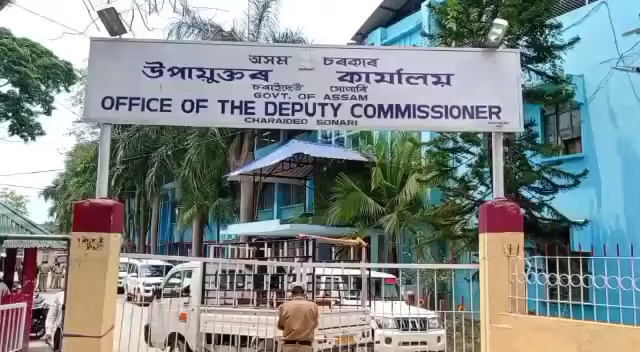 অসম চৰকাৰ
উপায়ুক্তৰ কাৰ্যালয়
চৰাইদেউ সোণাৰি
GOVT. OF ASSAM
OFFICE OF THE DEPUTY COMMISSIONER
CHARAIDEO SONARI